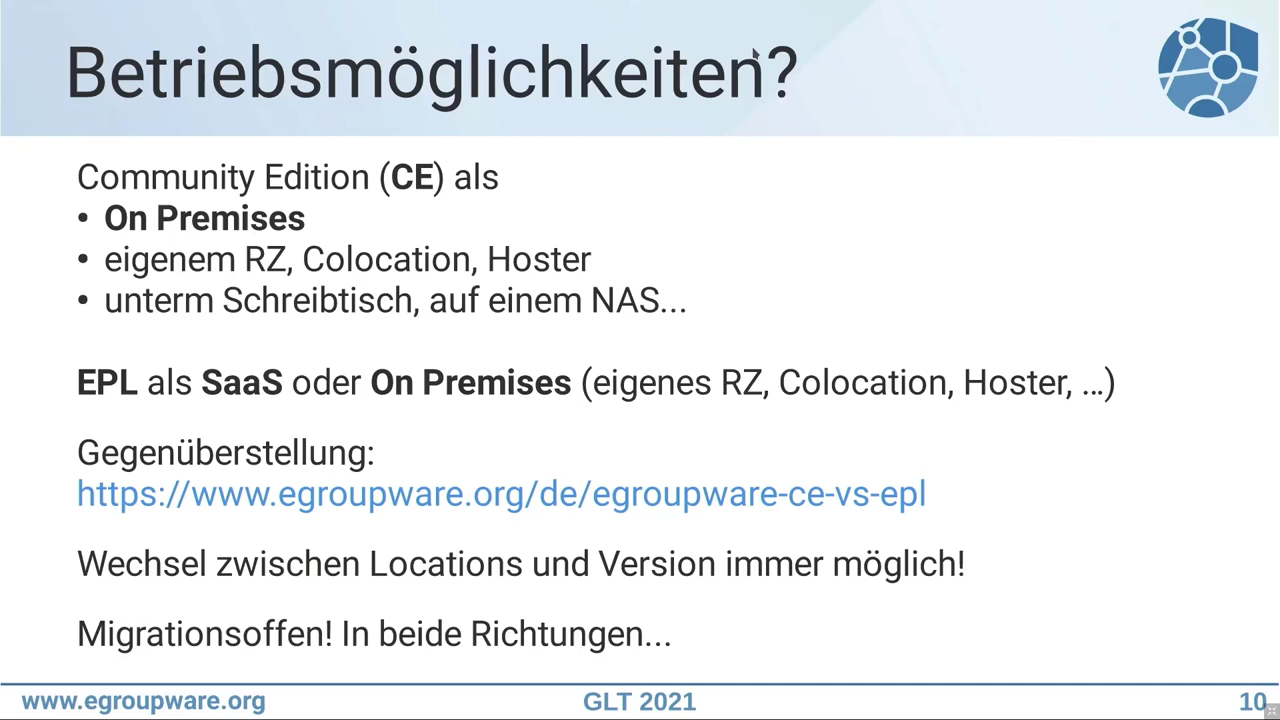 Betriebsmöglichkeiten?
Community Edition (CE) als
• On Premises
• eigenem RZ, Colocation, Hoster
• unterm Schreibtisch, auf einem NAS...
EPL als SaaS oder On Premises (eigenes RZ, Colocation, Hoster, …)
Gegenüberstellung:
https://www.egroupware.org/de/egroupware-ce-vs-epl
Wechsel zwischen Locations und Version immer möglich!
Migrationsoffen! In beide Richtungen...
www.egroupware.org GLT 2021 10